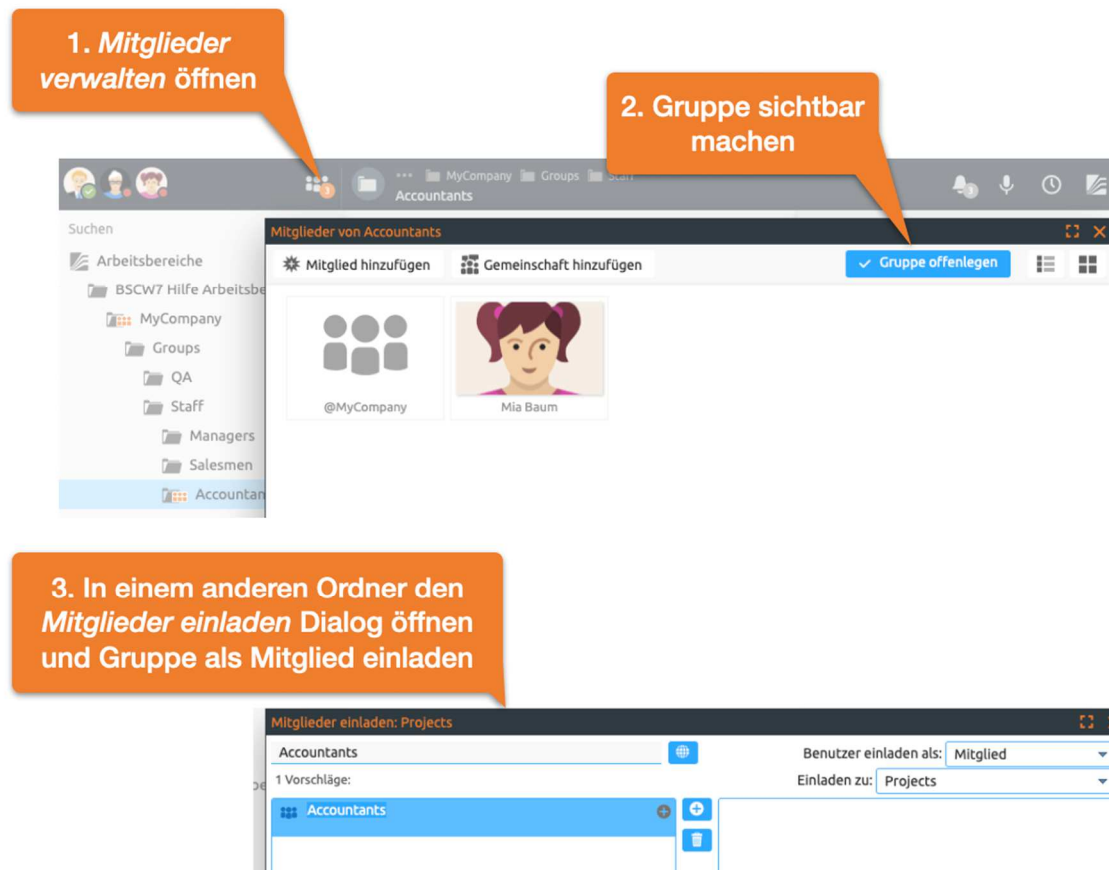 1. Mitglieder
verwalten öffnen
2. Gruppe sichtbar
machen
3
... MyCompany Groups Staff
Accountants
3
Suchen
Mitglieder von Accountants
Arbeitsbereiche
Mitglied hinzufügen
Gemeinschaft hinzufügen
Gruppe offenlegen
BSCW7 Hilfe Arbeitsbe
MyCompany
Groups
QA
Staff
Managers
Salesmen
Accountan
@MyCompany
Mia Baum
3. In einem anderen Ordner den
Mitglieder einladen Dialog öffnen
und Gruppe als Mitglied einladen
Mitglieder einladen: Projects
Accountants
Benutzer einladen als: Mitglied
1 Vorschläge:
Einladen zu: Projects
Accountants